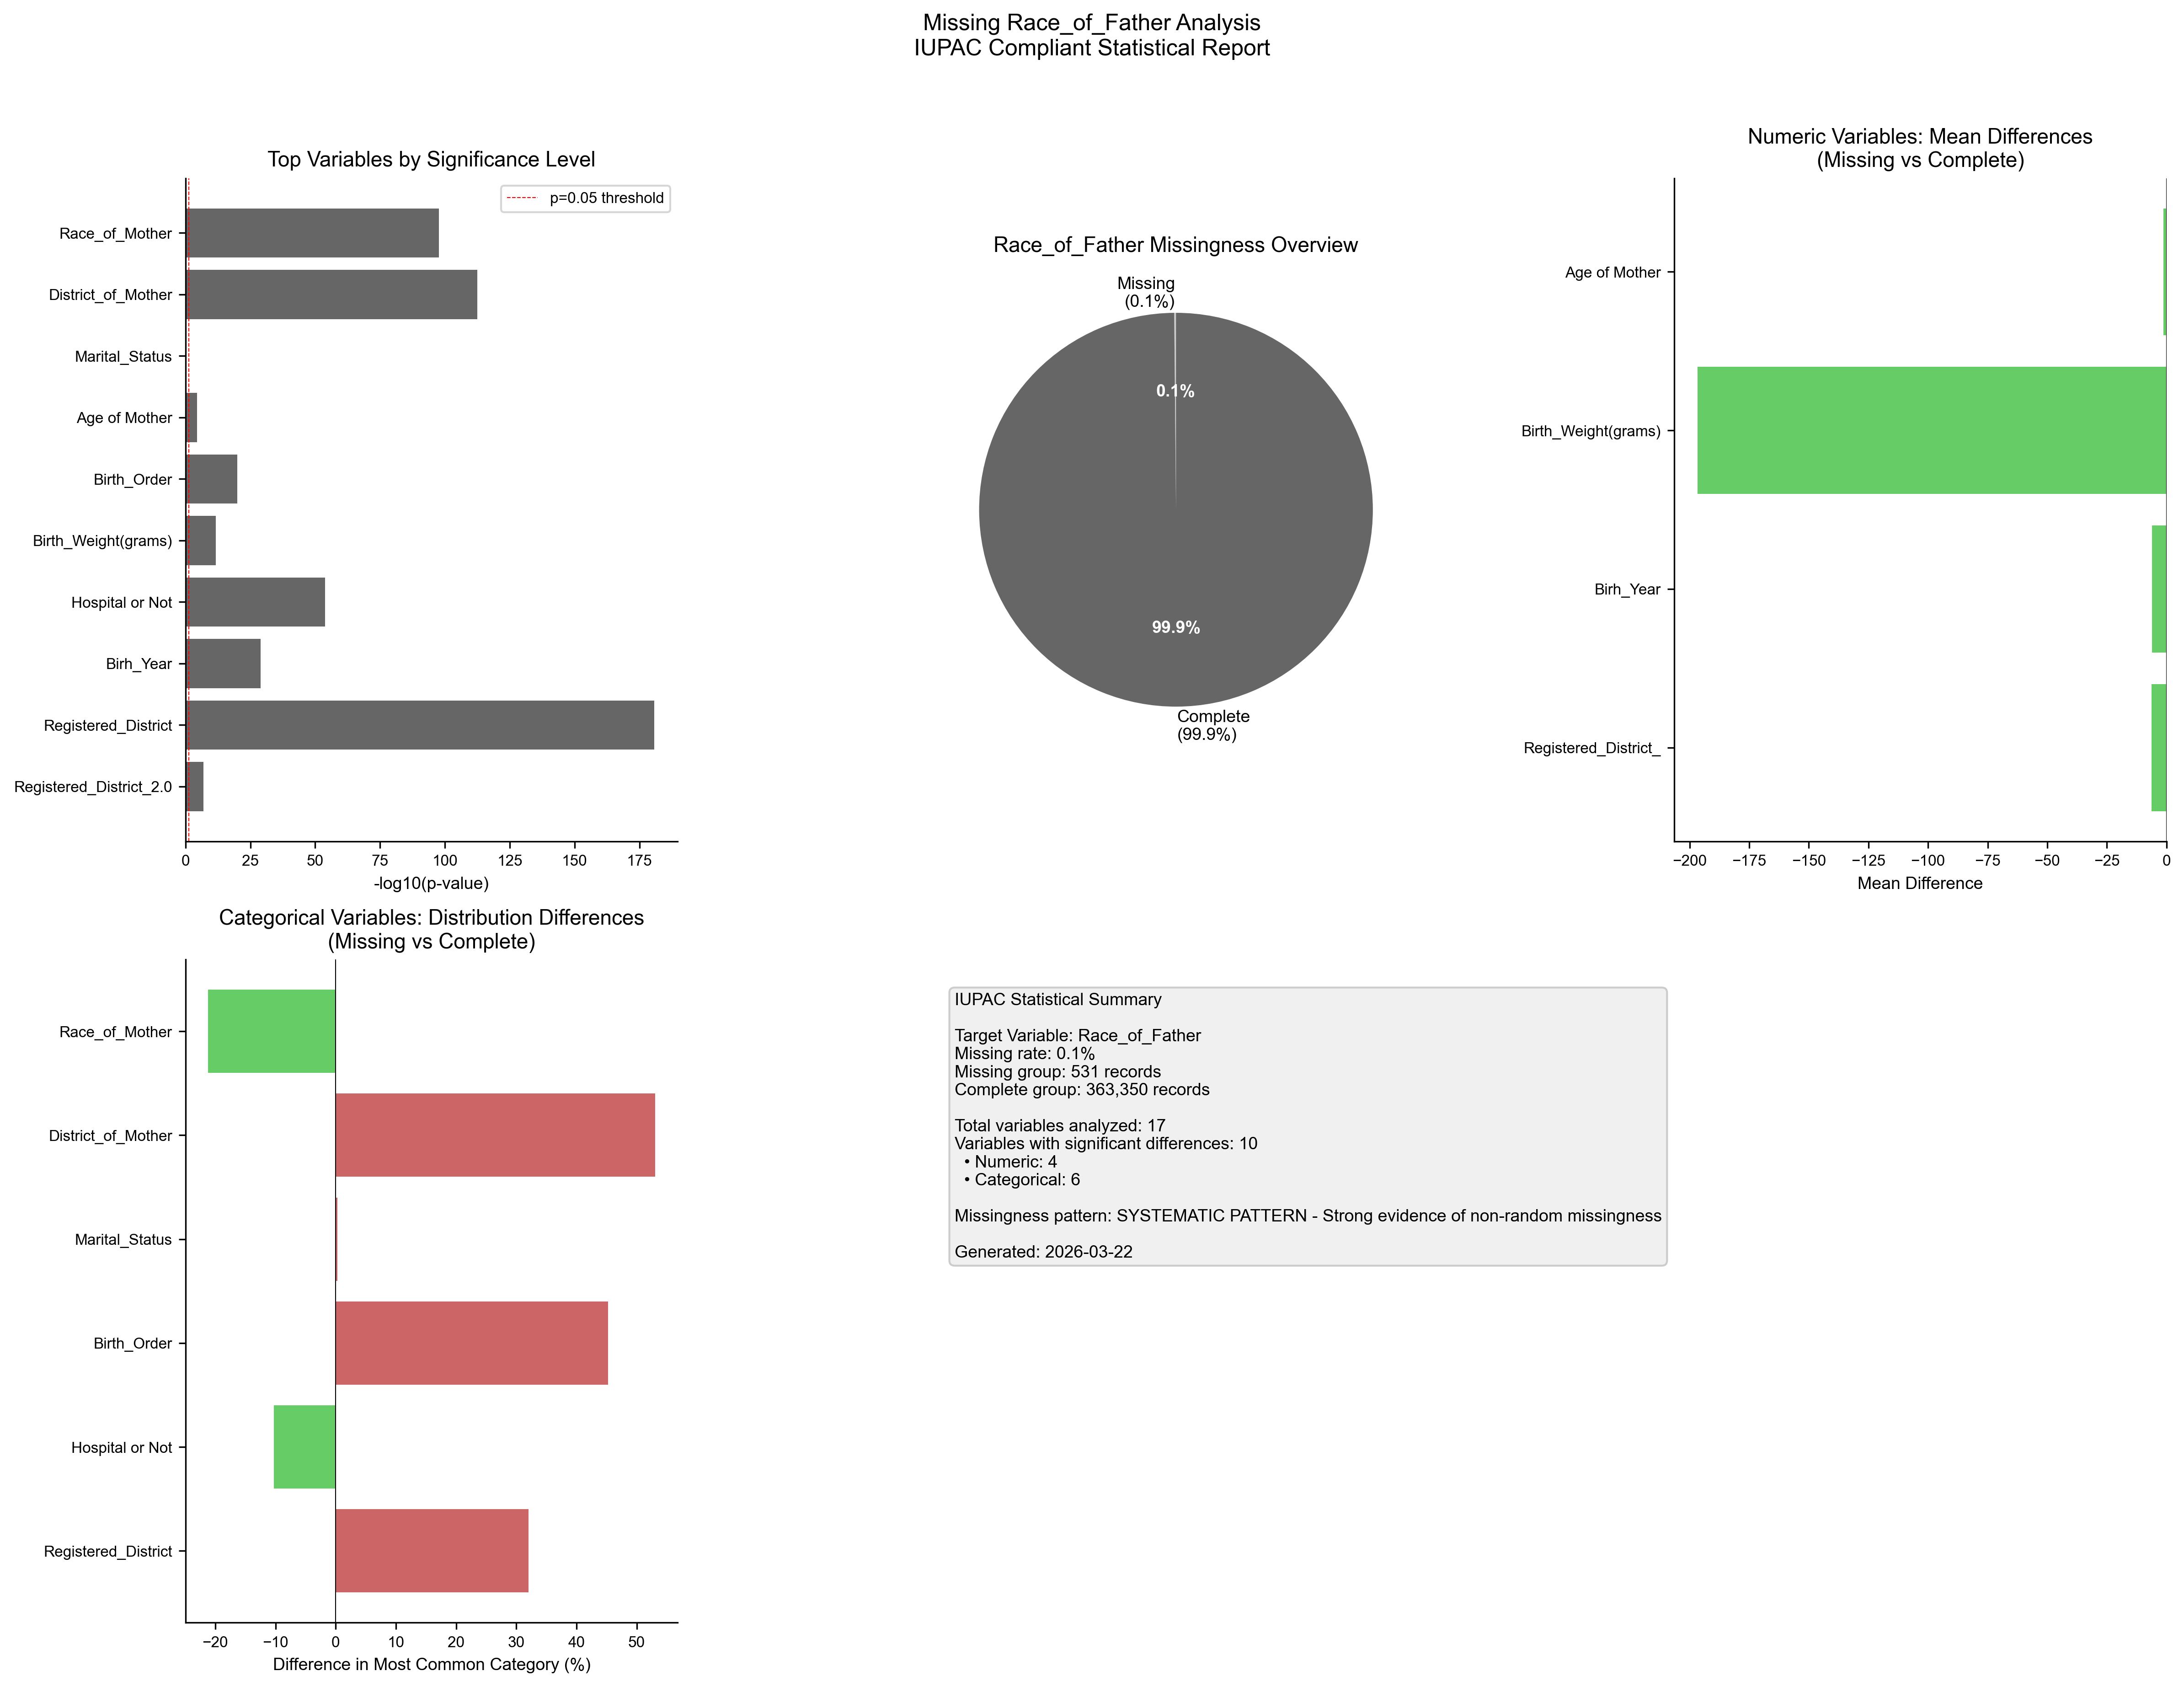 Missing Race_of_Father Analysis
IUPAC Compliant Statistical Report
Top Variables by Significance Level
p=0.05 threshold
Race_of_Mother
District_of_Mother
Marital_Status
Age of Mother
Birth_Order
Birth_Weight(grams)
Hospital or Not
Birh_Year
Registered_District
Registered_District_2.0
0 25 50 75 100 125 150 175
-log10(p-value)
Race_of_Father Missingness Overview
Missing
(0.1%)
0.1%
99.9%
Complete
(99.9%)
Numeric Variables: Mean Differences
(Missing vs Complete)
Age of Mother
Birth_Weight(grams)
Birh_Year
Registered_District_
−200 −175 −150 −125 −100 −75 −50 −25 0
Mean Difference
Categorical Variables: Distribution Differences
(Missing vs Complete)
Race_of_Mother
District_of_Mother
Marital_Status
Birth_Order
Hospital or Not
Registered_District
−20 −10 0 10 20 30 40 50
Difference in Most Common Category (%)
IUPAC Statistical Summary
Target Variable: Race_of_Father
Missing rate: 0.1%
Missing group: 531 records
Complete group: 363,350 records
Total variables analyzed: 17
Variables with significant differences: 10
• Numeric: 4
• Categorical: 6
Missingness pattern: SYSTEMATIC PATTERN - Strong evidence of non-random missingness
Generated: 2026-03-22